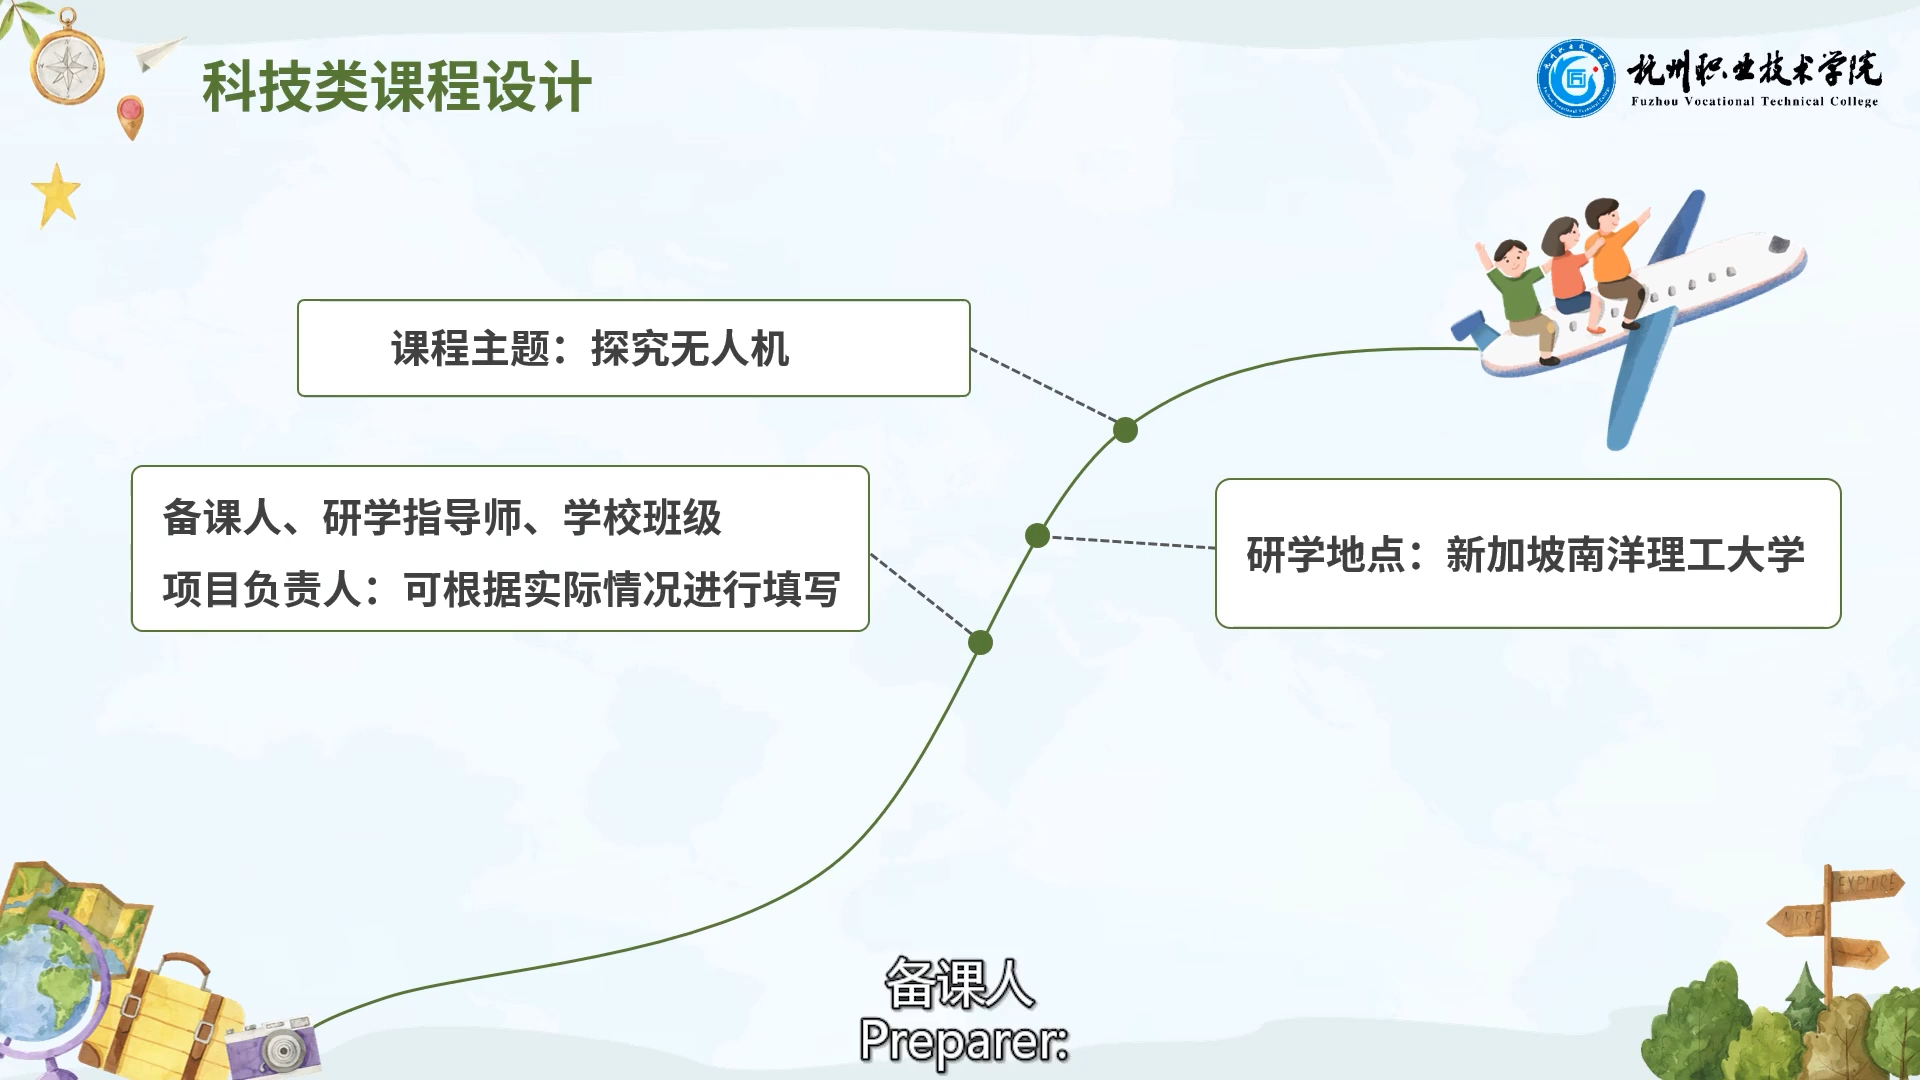 科技类课程设计
杭州职业技术学院
Fuzhou Vocational Technical College
课程主题：探究无人机
备课人、研学指导师、学校班级
项目负责人：可根据实际情况进行填写
研学地点：新加坡南洋理工大学
EXPLORE
MORE
备课人
Preparer: